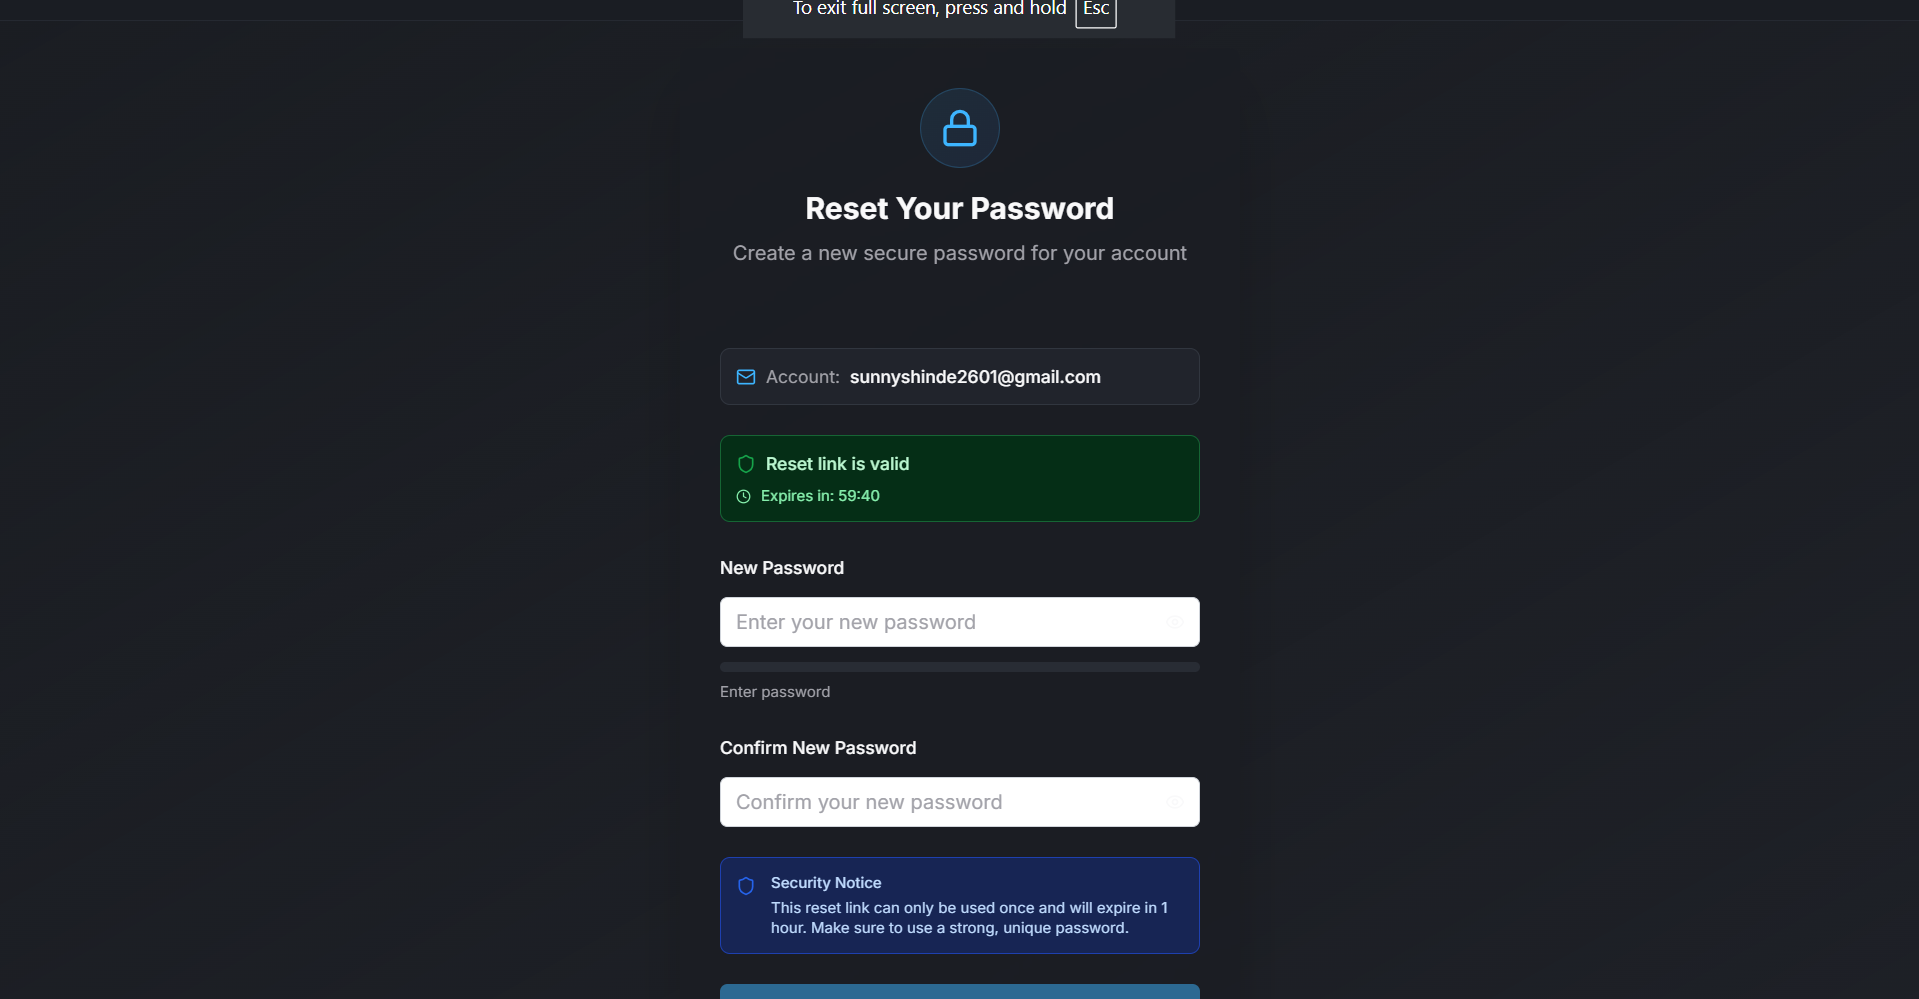 To exit full screen, press and hold Esc
Reset Your Password
Create a new secure password for your account
Account: sunnyshinde2601@gmail.com
Reset link is valid
Expires in: 59:40
New Password
Enter your new password
Enter password
Confirm New Password
Confirm your new password
Security Notice
This reset link can only be used once and will expire in 1
hour. Make sure to use a strong, unique password.